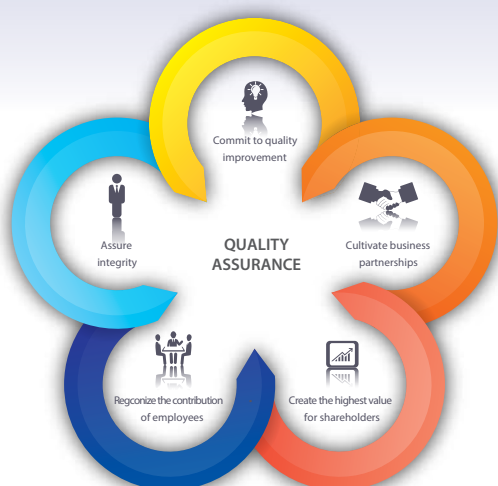 Commit to quality
improvement
Assure
integrity
QUALITY
ASSURANCE
Cultivate business
partnerships
Regconize the contribution
of employees
Create the highest value
for shareholders